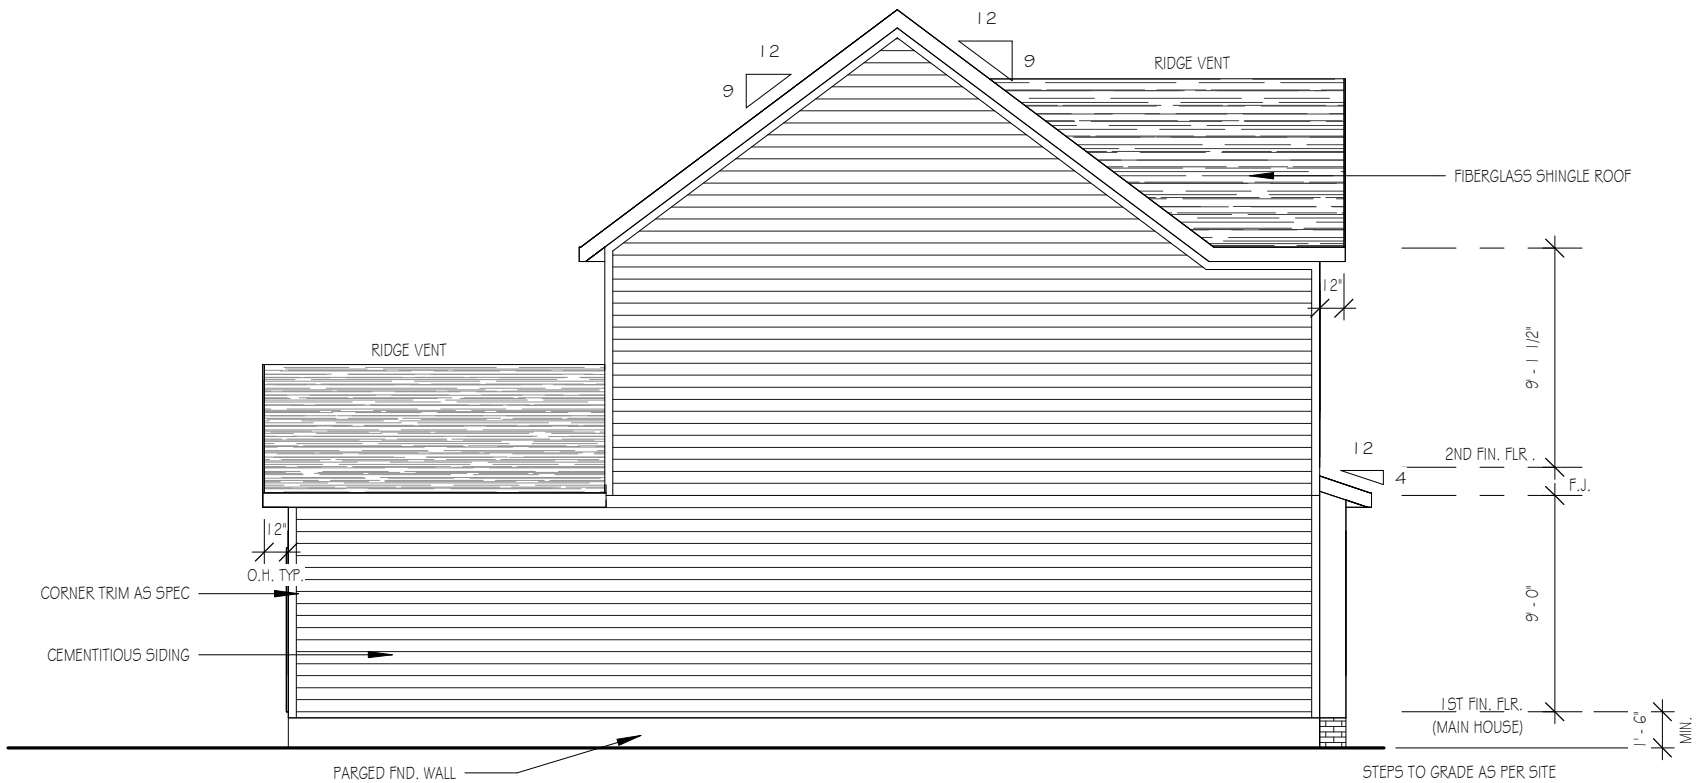 12
12
9
9
RIDGE VENT
FIBERGLASS SHINGLE ROOF
12"
RIDGE VENT
9' - 1 1/2"
12
4
2ND FIN. FLR.
F.J.
12"
O.H. TYP.
CORNER TRIM AS SPEC
9' - 0"
CEMENTITIOUS SIDING
1ST FIN. FLR.
(MAIN HOUSE)
1' - 6"
MIN.
PARGED FND. WALL
STEPS TO GRADE AS PER SITE